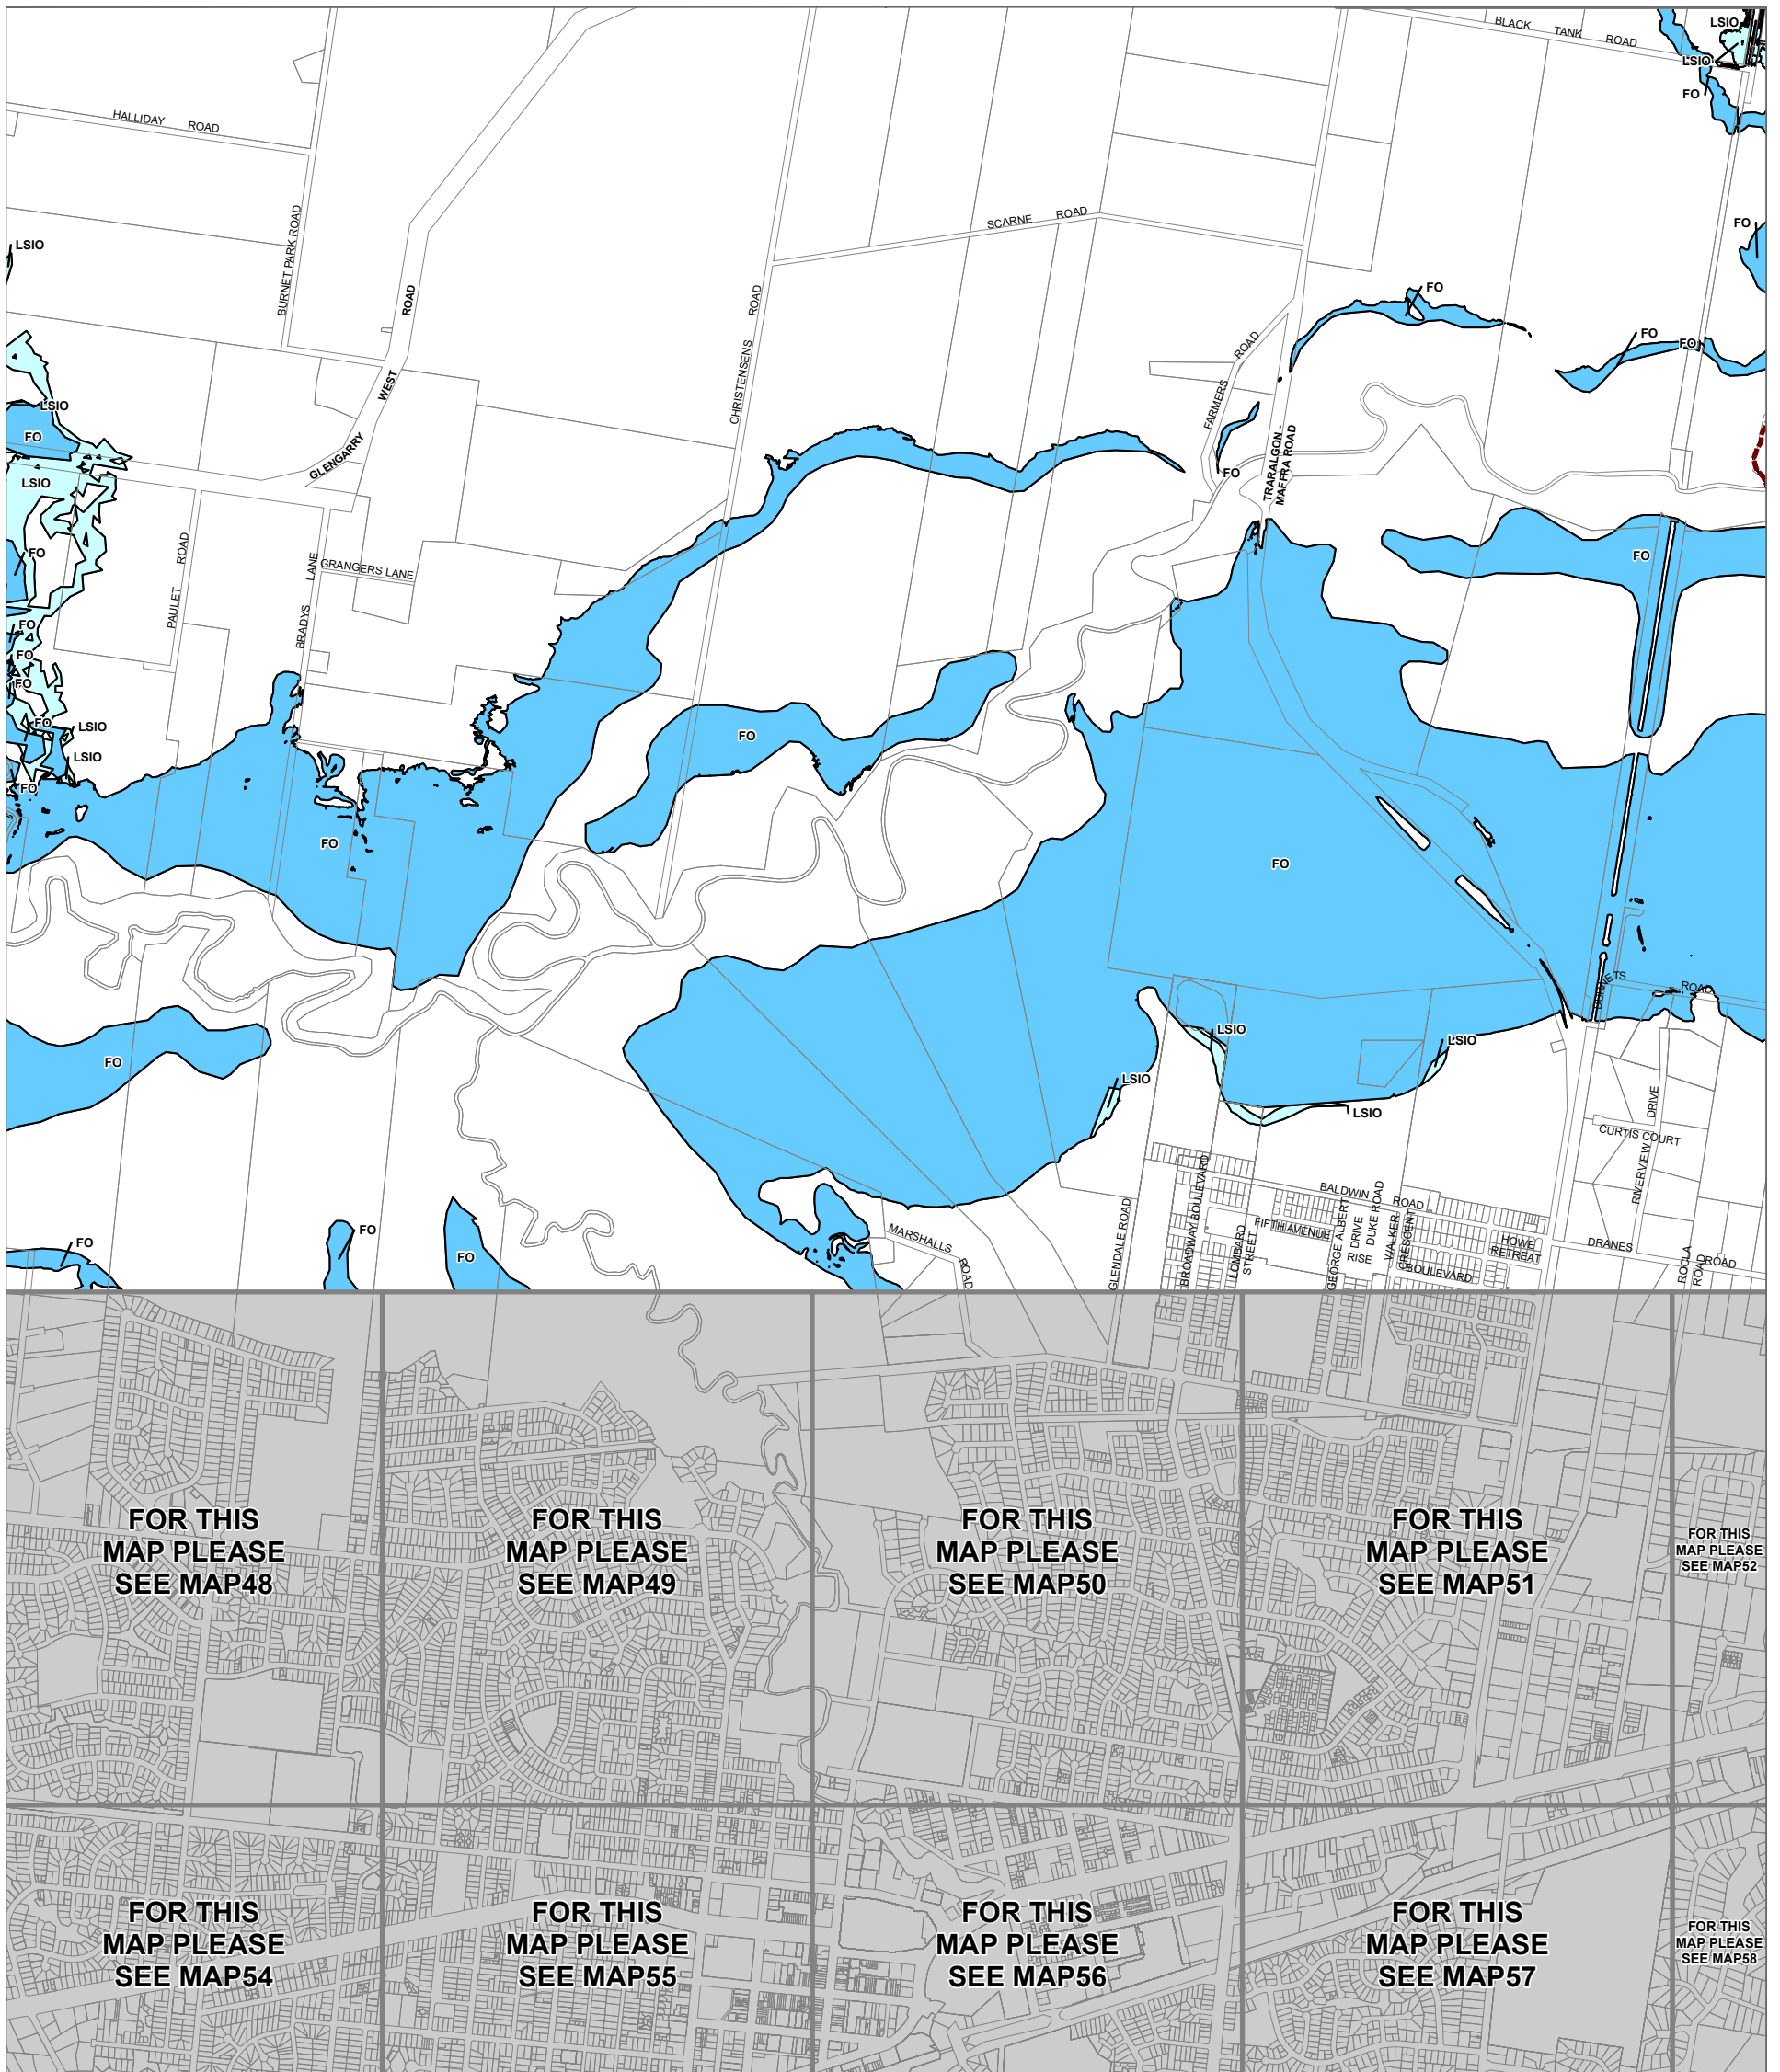 BLACK TANK ROAD
LSIO
LSIO
FO
HALLIDAY ROAD
BURNET PARK ROAD
SCARNE ROAD
FO
LSIO
ROAD
ROAD
FO
FO
FO
WEST
CHRISTENSENS
ROAD
FARMERS
LSIO
FO
GLENGARRY
TRARALGON -
MAFFRA ROAD
FO
LSIO
ROAD
PAULET
LANE
BRADYS
GRANGERS LANE
FO
FO
FO
FO
FO
FO
LSIO
LSIO
FO
FO
FO
FO
ROAD
LSIO
LSIO
LSIO
LSIO
FO
DRIVE
CURTIS COURT
RIVERVIEW
BALDWIN ROAD
BROADWAY BOULEVARD
GLENDALE ROAD
FIFTH AVENUE
LOMBARD
STREET
GEORGE ALBERT
DRIVE
DUKE ROAD
RISE
WALKER
CRESCENT
BOULEVARD
HOWE
RETREAT
DRANES
ROAD
ROCLA
ROAD
MARSHALLS
ROAD
FO
FO
FO
FOR THIS
MAP PLEASE
SEE MAP48
FOR THIS
MAP PLEASE
SEE MAP49
FOR THIS
MAP PLEASE
SEE MAP50
FOR THIS
MAP PLEASE
SEE MAP51
FOR THIS
MAP PLEASE
SEE MAP52
FOR THIS
MAP PLEASE
SEE MAP54
FOR THIS
MAP PLEASE
SEE MAP55
FOR THIS
MAP PLEASE
SEE MAP56
FOR THIS
MAP PLEASE
SEE MAP57
FOR THIS
MAP PLEASE
SEE MAP58